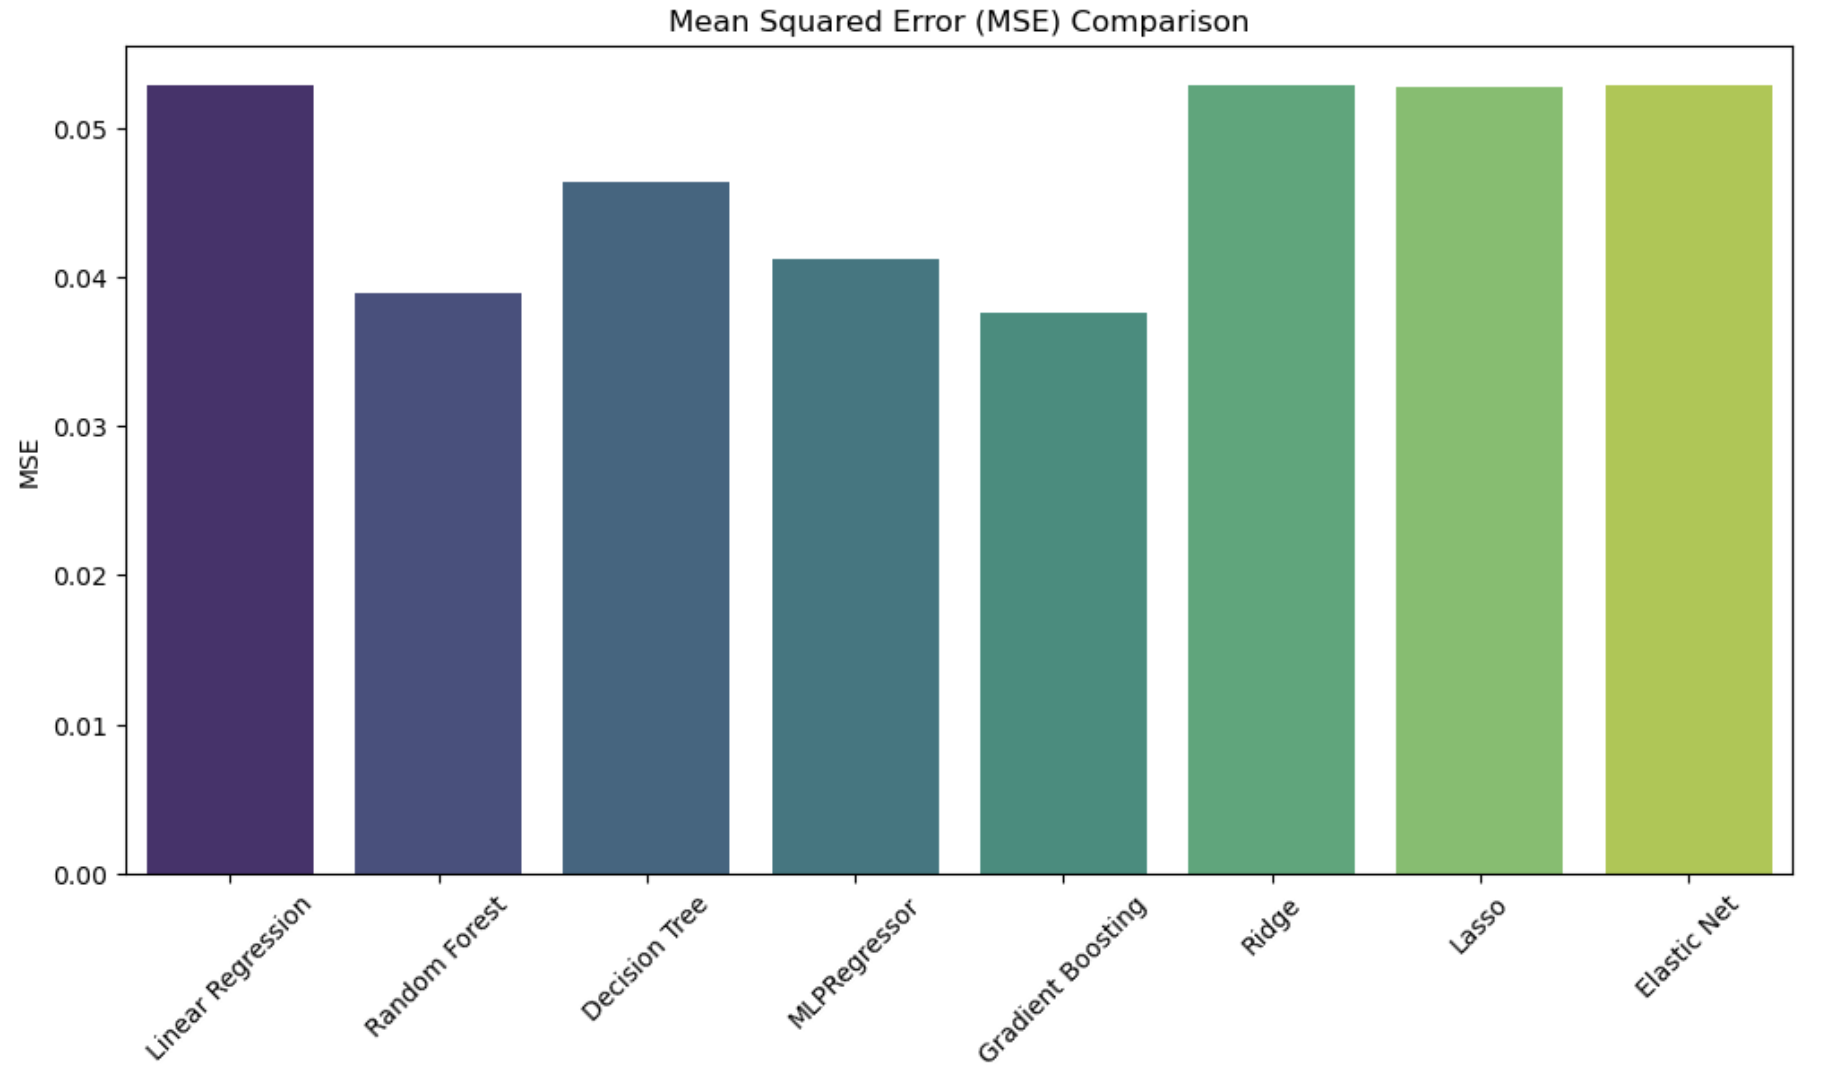 Mean Squared Error (MSE) Comparison
MSE
0.05
0.04
0.03
0.02
0.01
0.00
Linear Regression
Random Forest
Decision Tree
MLPRegressor
Gradient Boosting
Ridge
Lasso
Elastic Net